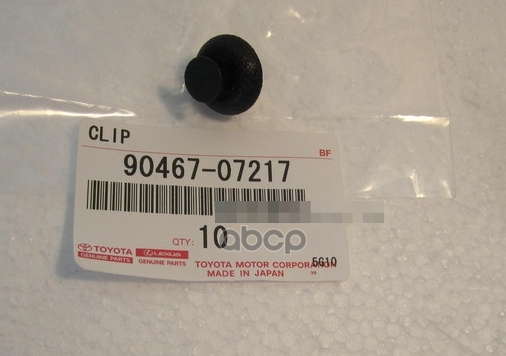 CLIP
BF
90467-07217
QTY: 10
abcp
TOYOTA LEXUS
GENUINE PARTS GENUINE PARTS
TOYOTA MOTOR CORPORATION
5G10
MADE IN JAPAN